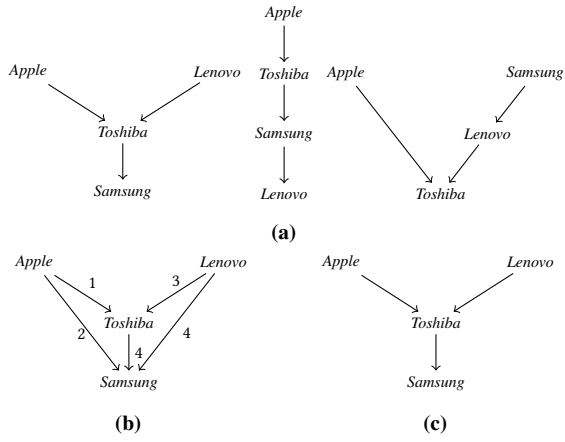 Apple
Apple
Lenovo
Toshiba
Apple
Samsung
Toshiba
Samsung
Lenovo
Samsung
Lenovo
Toshiba
(a)
Apple
Lenovo
1
3
Toshiba
2
4
4
Samsung
(b)
Apple
Lenovo
Toshiba
Samsung
(c)